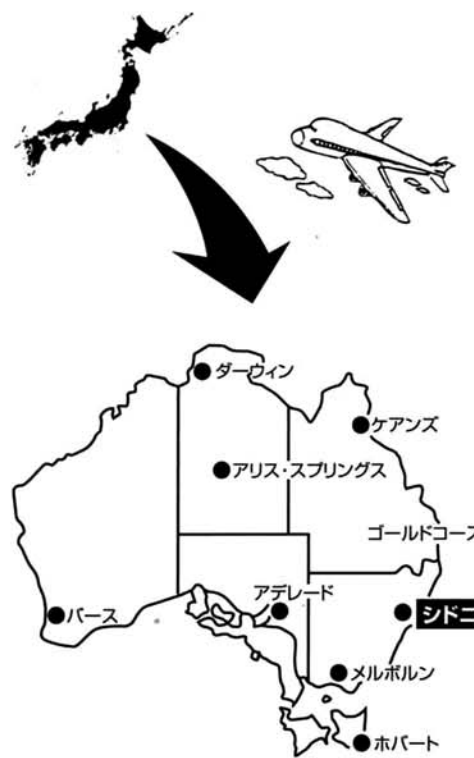 ダーウィン
ケアンズ
アリス・スプリングス
ゴールドコース
アデレード
パース
シドニ
メルボルン
ホバート